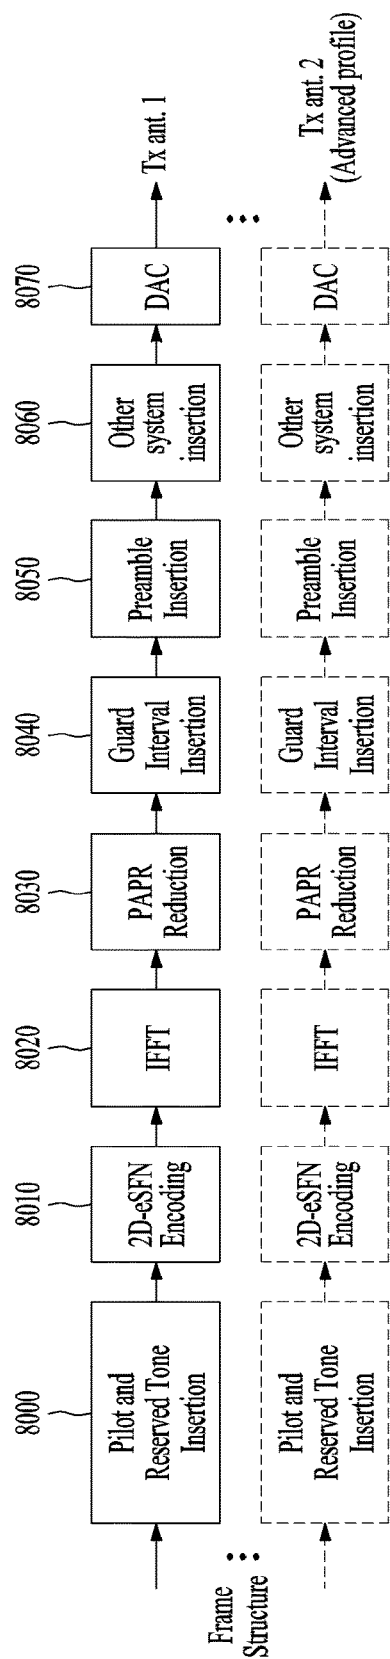 8000
8010
8020
8030
8040
8050
8060
8070
Frame
Structure
Pilot and
Reserved Tone
Insertion
2D-eSFN
Encoding
IFFT
PAPR
Reduction
Guard
Interval
Insertion
Preamble
Insertion
Other
system
insertion
DAC
Tx ant. 1
Pilot and
Reserved Tone
Insertion
2D-eSFN
Encoding
IFFT
PAPR
Reduction
Guard
Interval
Insertion
Preamble
Insertion
Other
system
insertion
DAC
Tx ant. 2
(Advanced profile)